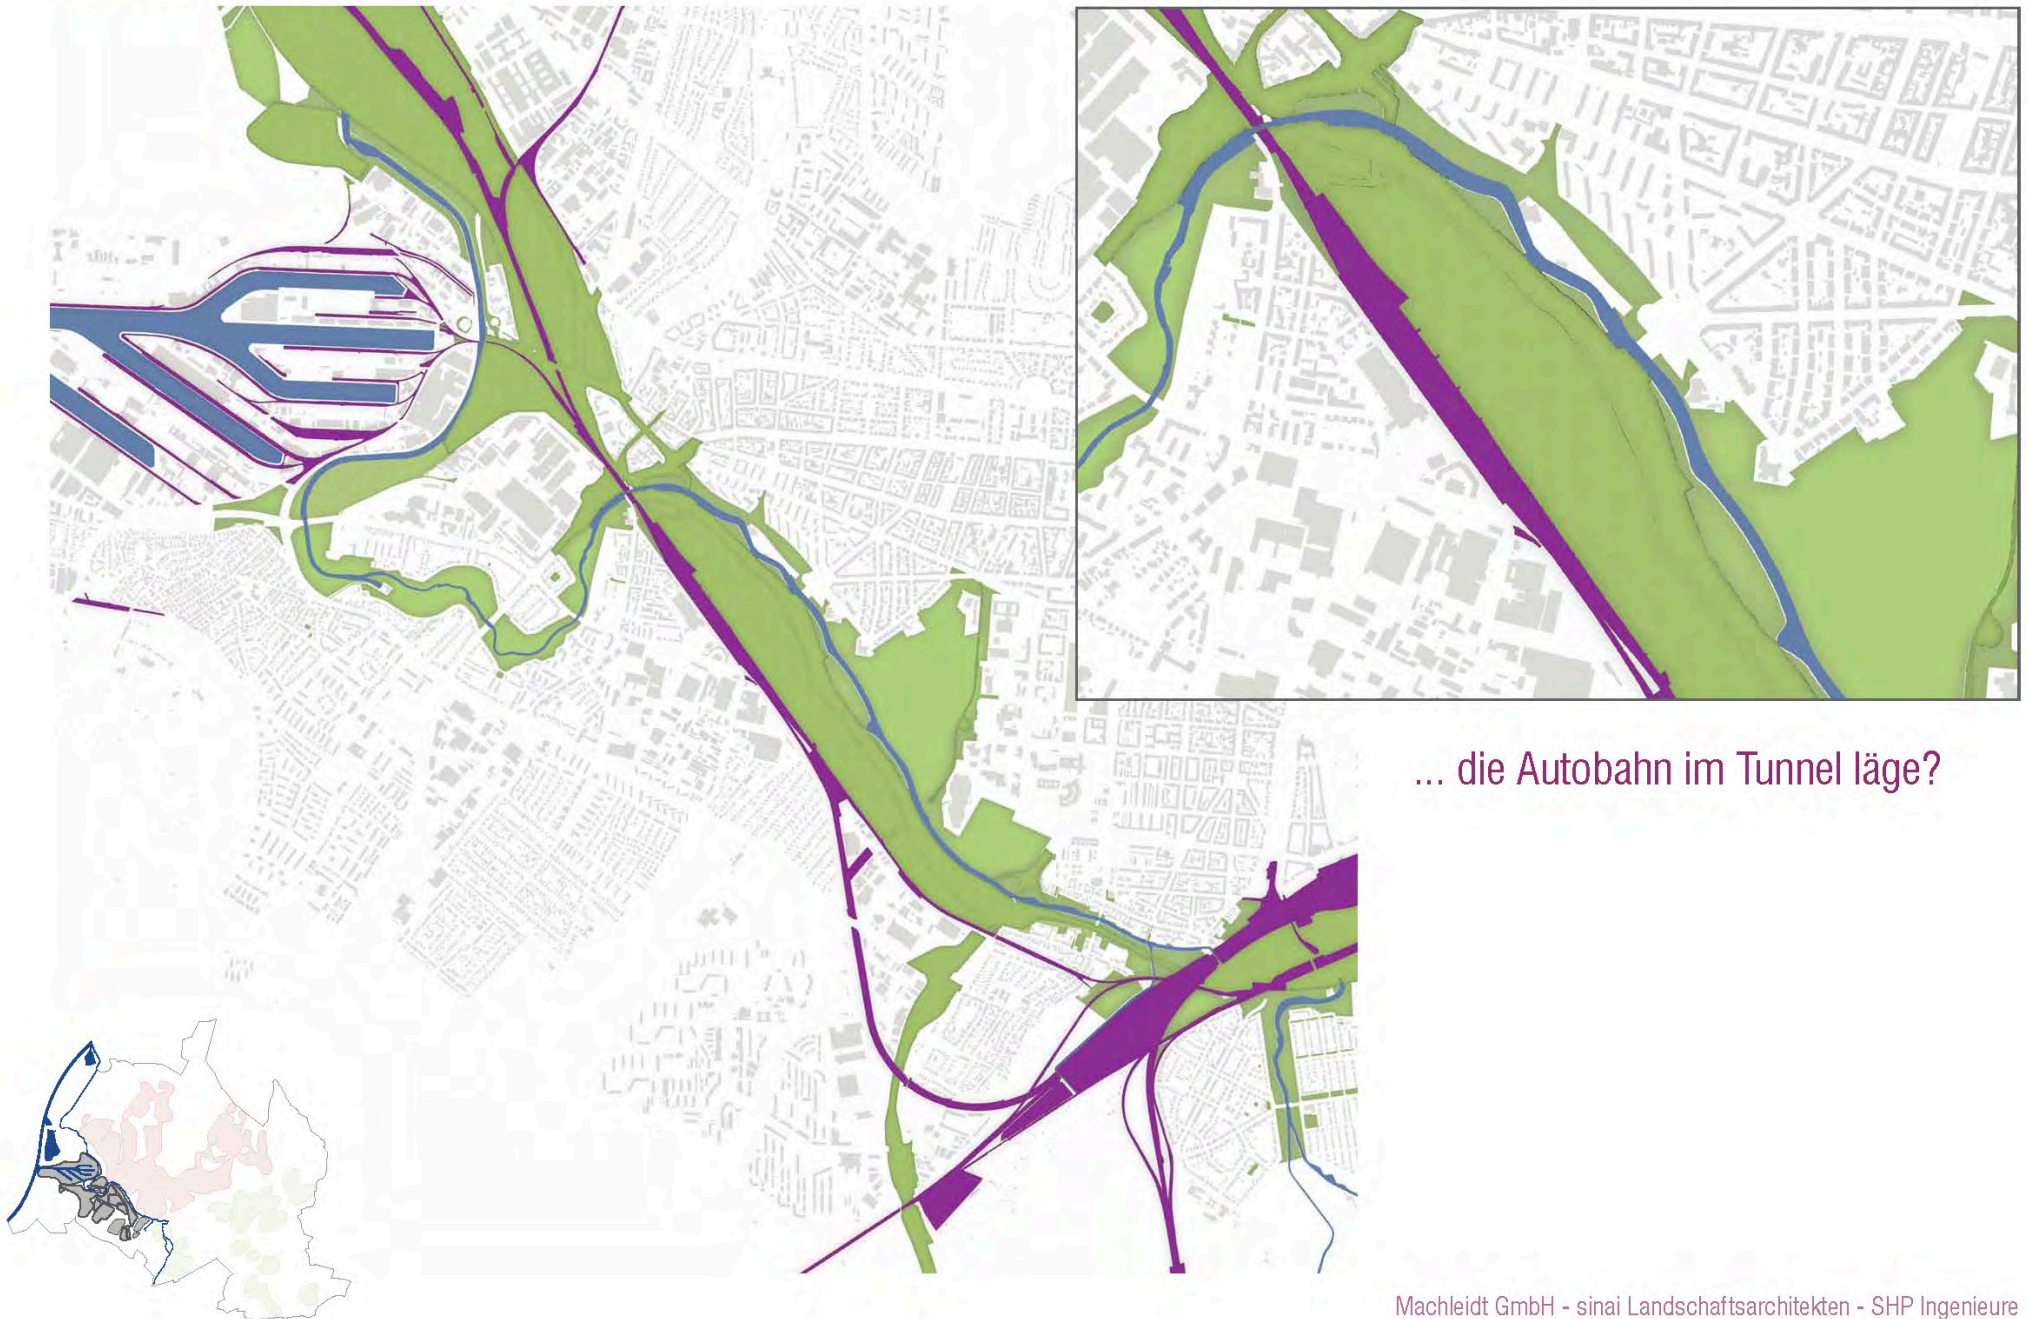 ... die Autobahn im Tunnel läge?
Machleidt GmbH - sinai Landschaftsarchitekten - SHP Ingenieure